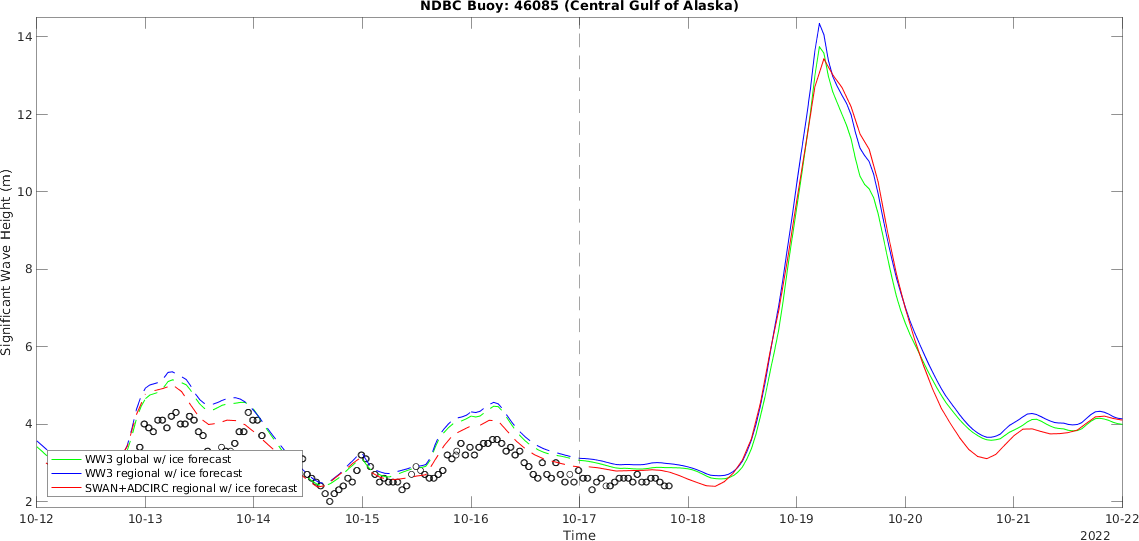 NDBC Buoy: 46085 (Central Gulf of Alaska)
14
12
10
8
6
4
2
Significant Wave Height (m)
WW3 global w/ ice forecast
WW3 regional w/ ice forecast
SWAN+ADCIRC regional w/ ice forecast
10-12 10-13 10-14 10-15 10-16 10-17 10-18 10-19 10-20 10-21 10-22
Time
2022